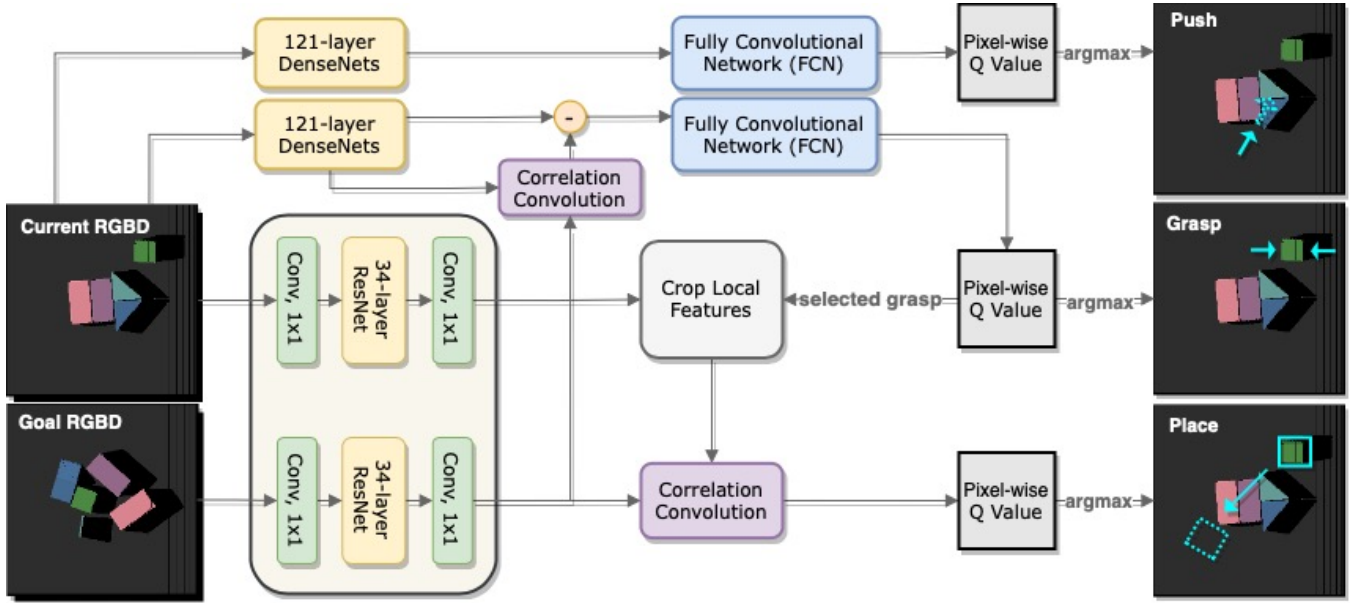 121-layer
DenseNets
Fully Convolutional
Network (FCN)
Pixel-wise
Q Value
argmax
Push
121-layer
DenseNets
-
Fully Convolutional
Network (FCN)
Correlation
Convolution
Current RGBD
Conv, 1x1
34-layer
ResNet
Conv, 1x1
Crop Local
Features
selected grasp
Pixel-wise
Q Value
argmax
Grasp
Goal RGBD
Conv, 1x1
34-layer
ResNet
Conv, 1x1
Correlation
Convolution
Pixel-wise
Q Value
argmax
Place